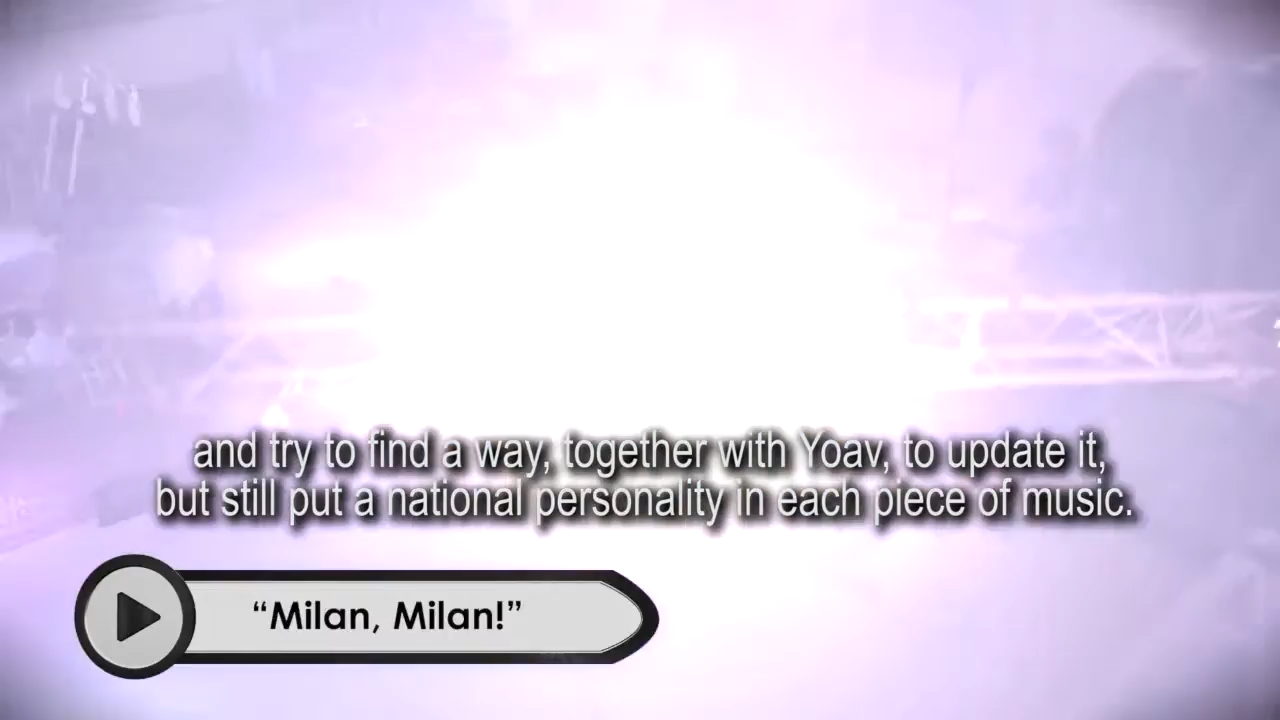 and try to find a way, together with Yoav, to update it,
but still put a national personality in each piece of music.
“Milan, Milan!”